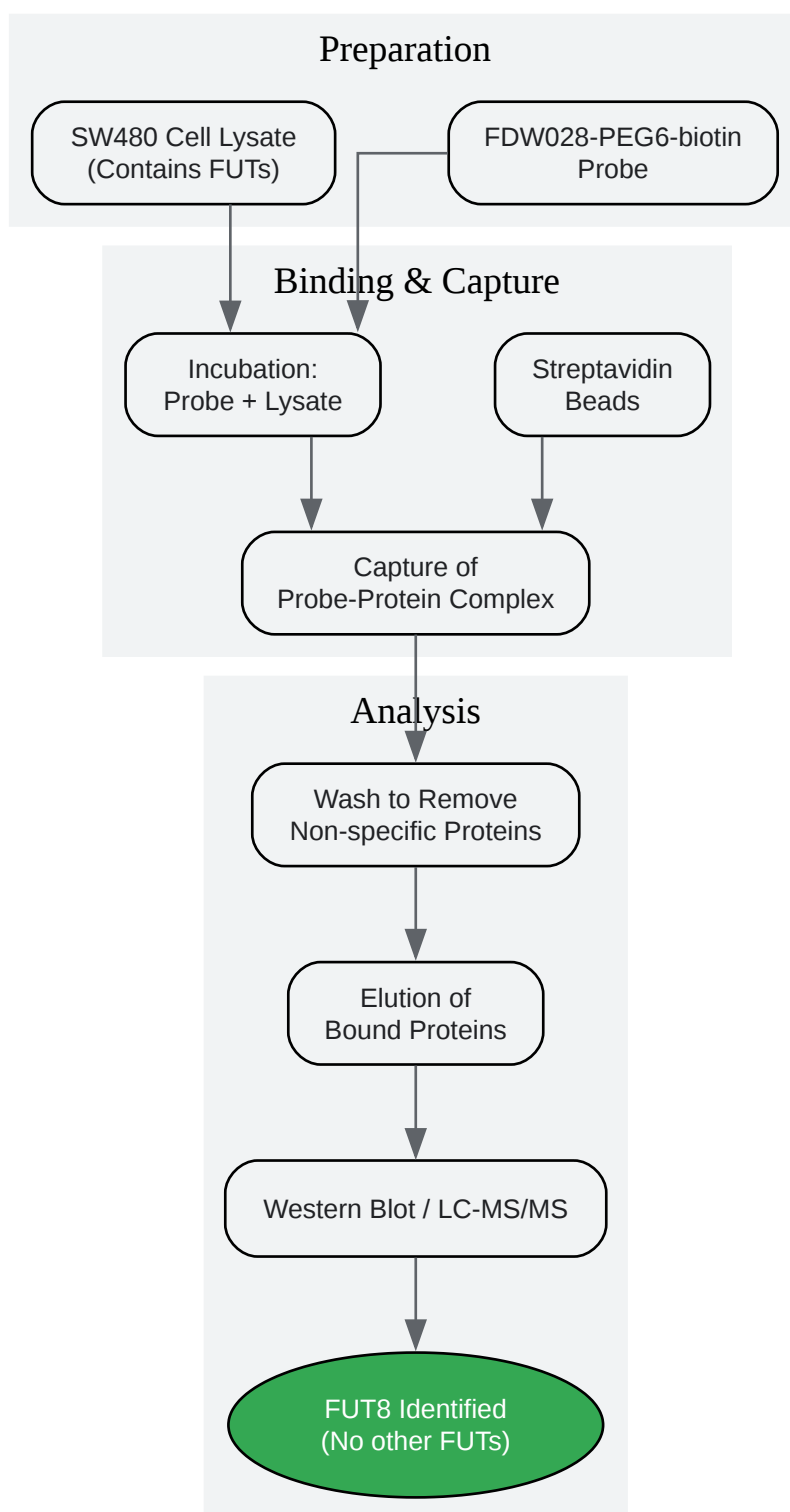 Preparation
SW480 Cell Lysate
(Contains FUTs)
FDW028-PEG6-biotin
Probe
Binding & Capture
Incubation:
Probe + Lysate
Streptavidin
Beads
Capture of
Probe-Protein Complex
Analysis
Wash to Remove
Non-specific Proteins
Elution of
Bound Proteins
Western Blot / LC-MS/MS
FUT8 Identified
(No other FUTs)